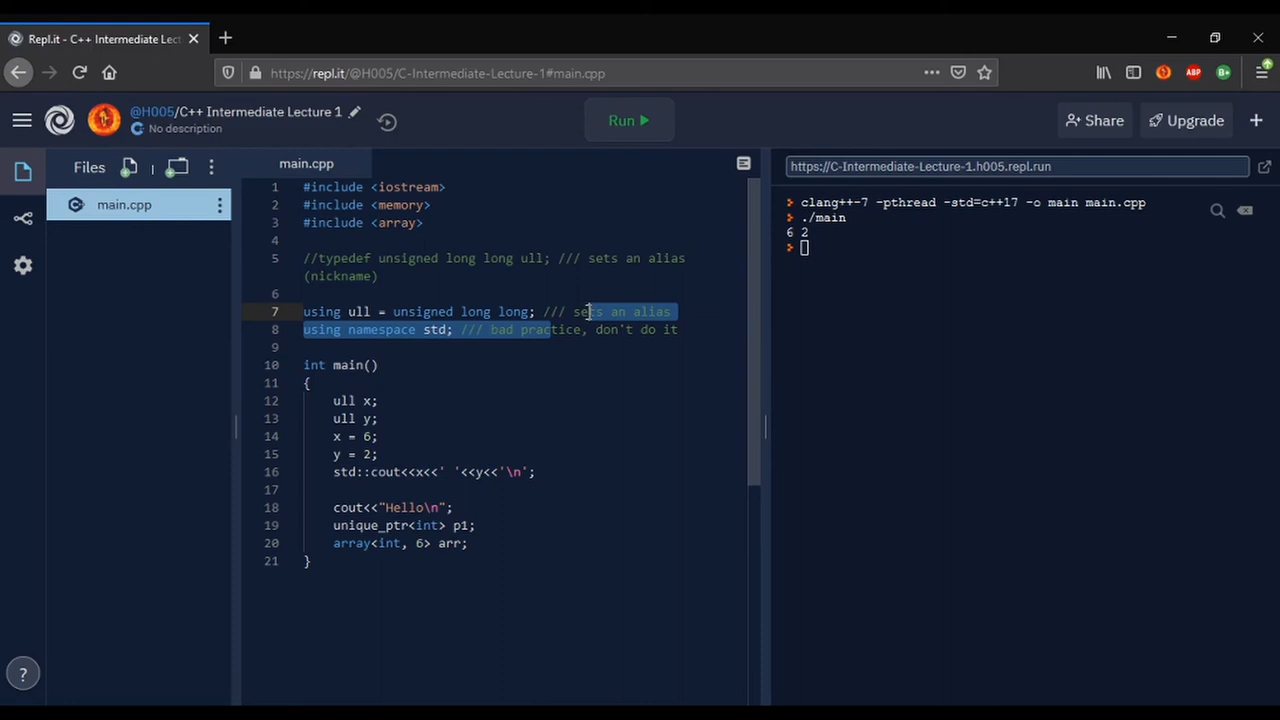 Repl.it - C++ Intermediate Lect
https://repl.it/@H005/C-Intermediate-Lecture-1#main.cpp
ABP
B+
@H005/C++ Intermediate Lecture 1
No description
Run
Share
Upgrade
Files
main.cpp
main.cpp
1 #include <iostream>
2 #include <memory>
3 #include <array>
4
5 //typedef unsigned long long ull; /// sets an alias
(nickname)
6
7 using ull = unsigned long long; /// sets an alias
8 using namespace std; /// bad practice, don't do it
9
10 int main()
11 {
12 ull x;
13 ull y;
14 x = 6;
15 y = 2;
16 std::cout<<x<<' '<<y<<'\n';
17
18 cout<<"Hello\n";
19 unique_ptr<int> p1;
20 array<int, 6> arr;
21 }
https://C-Intermediate-Lecture-1.h005.repl.run
clang++-7 -pthread -std=c++17 -o main main.cpp
./main
6 2
?